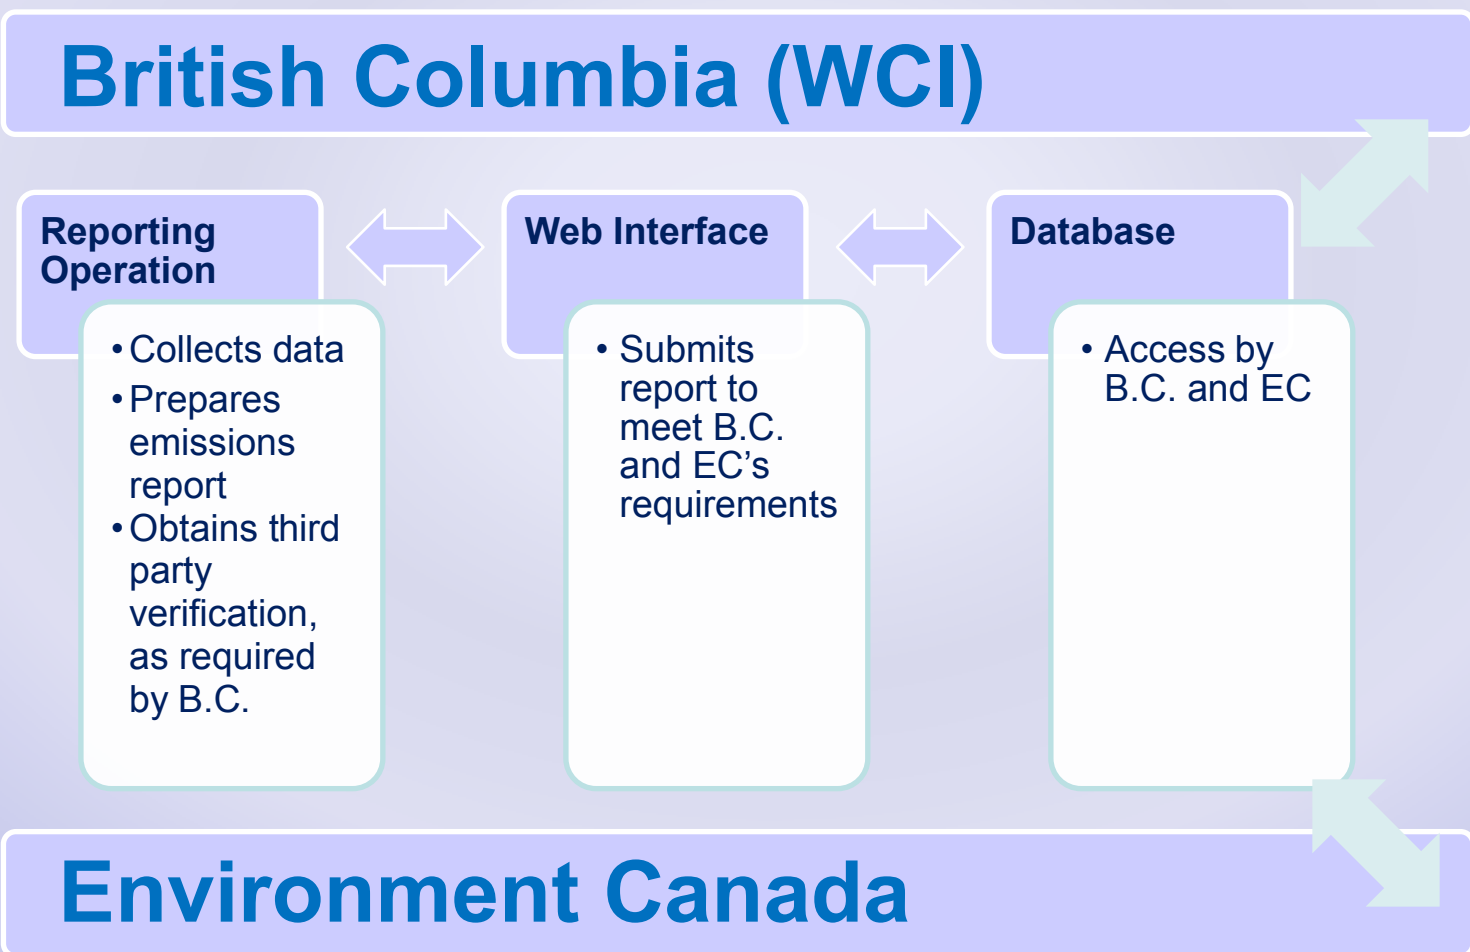 British Columbia (WCI)
Reporting
Operation
• Collects data
• Prepares
emissions
report
• Obtains third
party
verification,
as required
by B.C.
Web Interface
• Submits
report to
meet B.C.
and EC’s
requirements
Database
• Access by
B.C. and EC
Environment Canada